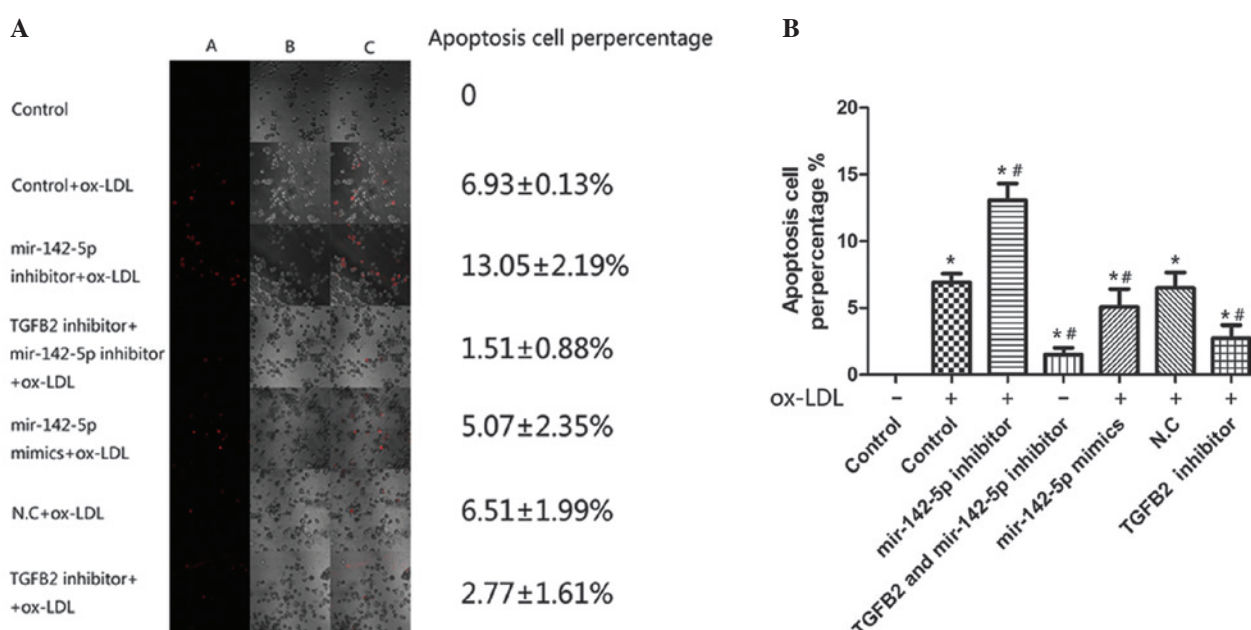 A
A B C
Apoptosis cell perpercentage
Control
0
Control+ox-LDL
6.93±0.13%
mir-142-5p
inhibitor+ox-LDL
13.05±2.19%
TGFB2 inhibitor+
mir-142-5p inhibitor
+ox-LDL
1.51±0.88%
mir-142-5p
mimics+ox-LDL
5.07±2.35%
N.C+ox-LDL
6.51±1.99%
TGFB2 inhibitor+
+ox-LDL
2.77±1.61%
B
Apoptosis cell
perpercentage %
20
15
10
5
0
*
* #
* #
*#
*
*#
ox-LDL − + + − + + +
Control
Control
mir-142-5p inhibitor
TGFB2 and mir-142-5p inhibitor
mir-142-5p mimics
N.C
TGFB2 inhibitor